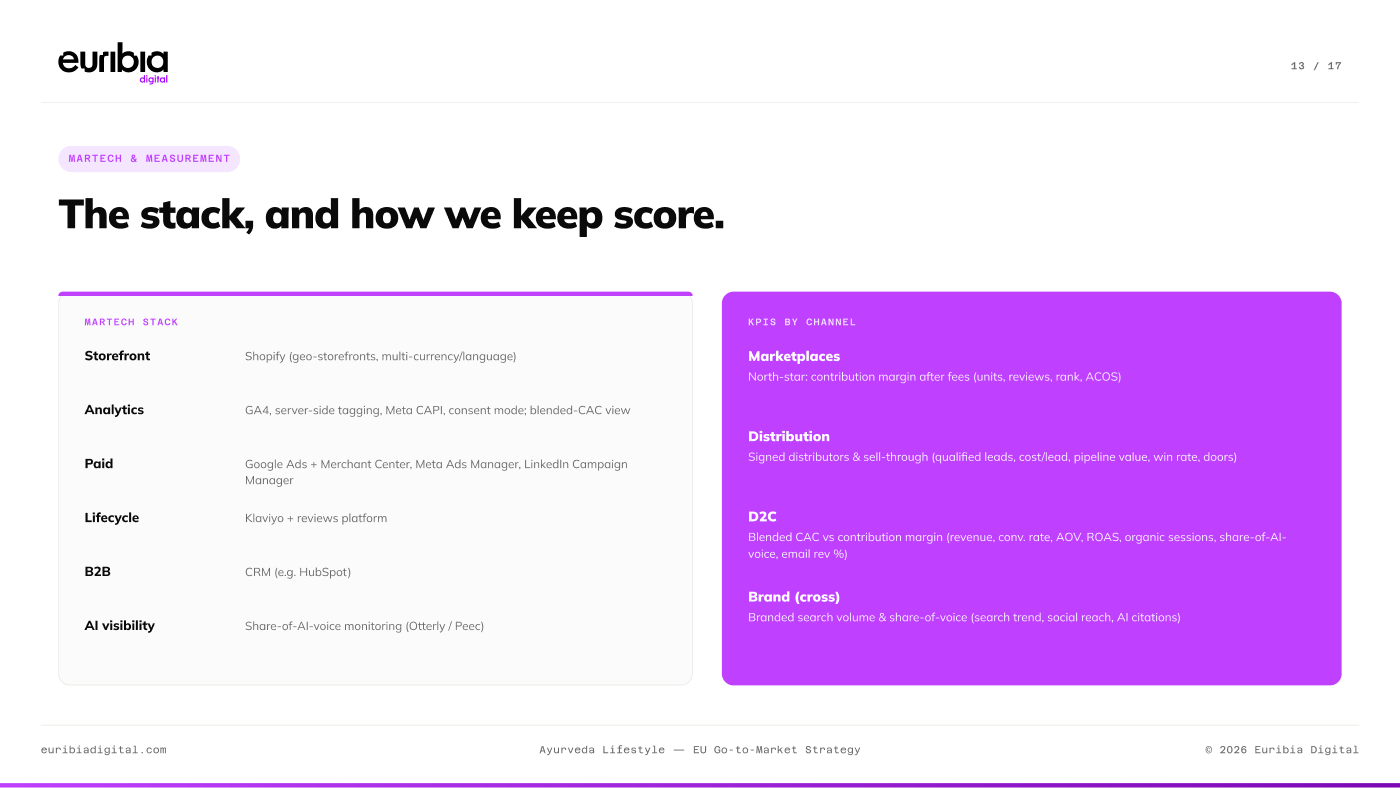 euribia
digital
13 / 17
MARTECH & MEASUREMENT
The stack, and how we keep score.
MARTECH STACK
Storefront
Shopify (geo-storefronts, multi-currency/language)
Analytics
GA4, server-side tagging, Meta CAPI, consent mode; blended-CAC view
Paid
Google Ads + Merchant Center, Meta Ads Manager, LinkedIn Campaign
Manager
Lifecycle
Klaviyo + reviews platform
B2B
CRM (e.g. HubSpot)
AI visibility
Share-of-AI-voice monitoring (Otterly / Peec)
KPIS BY CHANNEL
Marketplaces
North-star: contribution margin after fees (units, reviews, rank, ACOS)
Distribution
Signed distributors & sell-through (qualified leads, cost/lead, pipeline value, win rate, doors)
D2C
Blended CAC vs contribution margin (revenue, conv. rate, AOV, ROAS, organic sessions, share-of-AI-
voice, email rev %)
Brand (cross)
Branded search volume & share-of-voice (search trend, social reach, AI citations)
euribiadigital.com
Ayurveda Lifestyle — EU Go-to-Market Strategy
© 2026 Euribia Digital